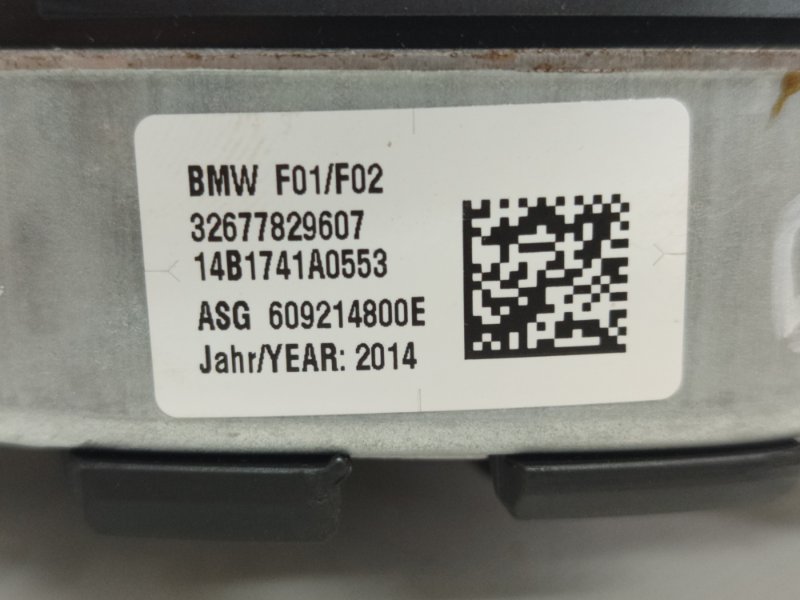 BMW F01/F02
32677829607
14B1741A0553
ASG 609214800E
Jahr/YEAR: 2014